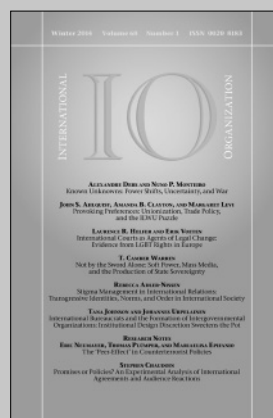 Winter 2014 Volume 68 Number 1 ISSN 0020-8183
INTERNATIONAL
IO
ORGANIZATION
ALEXANDRE DEBS AND NUNO P. MONTEIRO
Known Unknowns: Power Shifts, Uncertainty, and War
JOHN S. AHLQUIST, AMANDA B. CLAYTON, AND MARGARET LEVI
Provoking Preferences: Unionization, Trade Policy,
and the ILWU Puzzle
LAURENCE R. HELFER AND ERIK VOETEN
International Courts as Agents of Legal Change:
Evidence from LGBT Rights in Europe
T. CAMBER WARREN
Not by the Sword Alone: Soft Power, Mass Media,
and the Production of State Sovereignty
REBECCA ADLER-NISSEN
Stigma Management in International Relations:
Transgressive Identities, Norms, and Order in International Society
TANA JOHNSON AND JOHANNES URPELAINEN
International Bureaucrats and the Formation of Intergovernmental
Organizations: Institutional Design Discretion Sweetens the Pot
RESEARCH NOTES
ERIC NEUMAYER, THOMAS PLÜMPER, AND MARIAELISA EPIFANIO
The "Peer-Effect" in Counterterrorist Policies
STEPHEN CHAUDOIN
Promises or Policies? An Experimental Analysis of International
Agreements and Audience Reactions